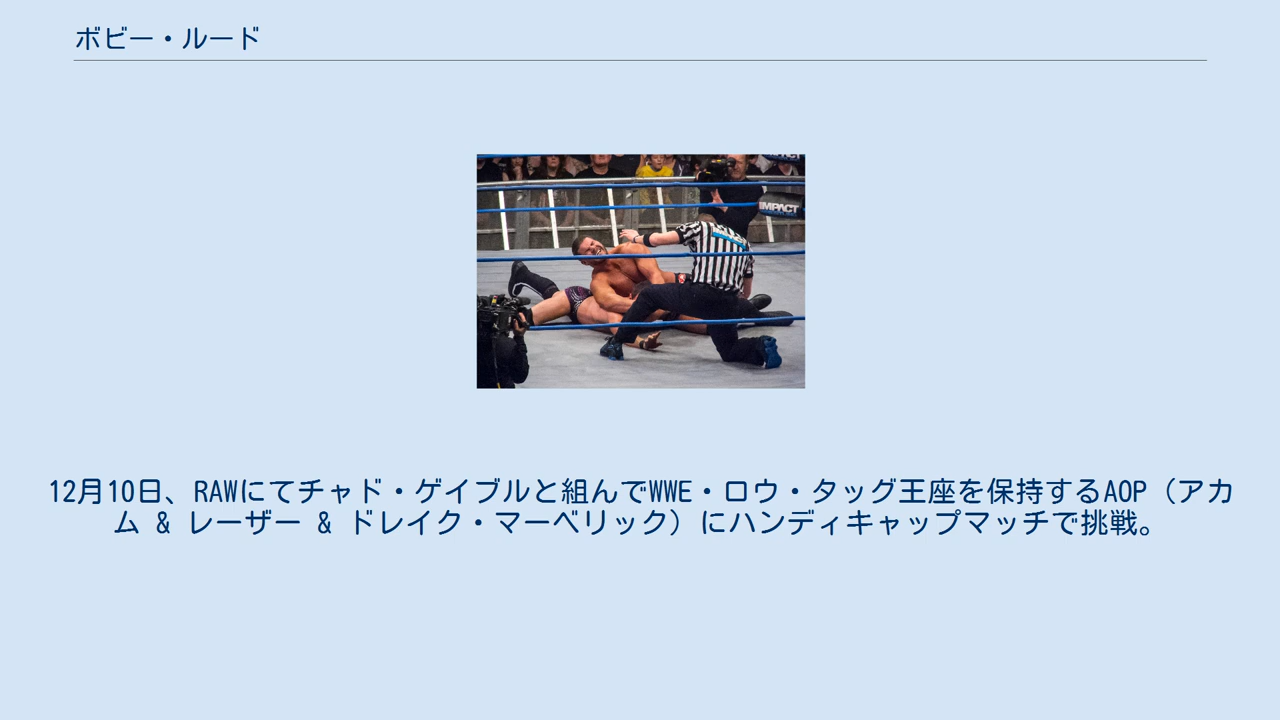 ボビー・ルード
IMPACT
12月10日、RAWにてチャド・ゲイブルと組んでWWE・ロウ・タッグ王座を保持するAOP（アカ
ム & レーザー & ドレイク・マーベリック）にハンディキャップマッチで挑戦。